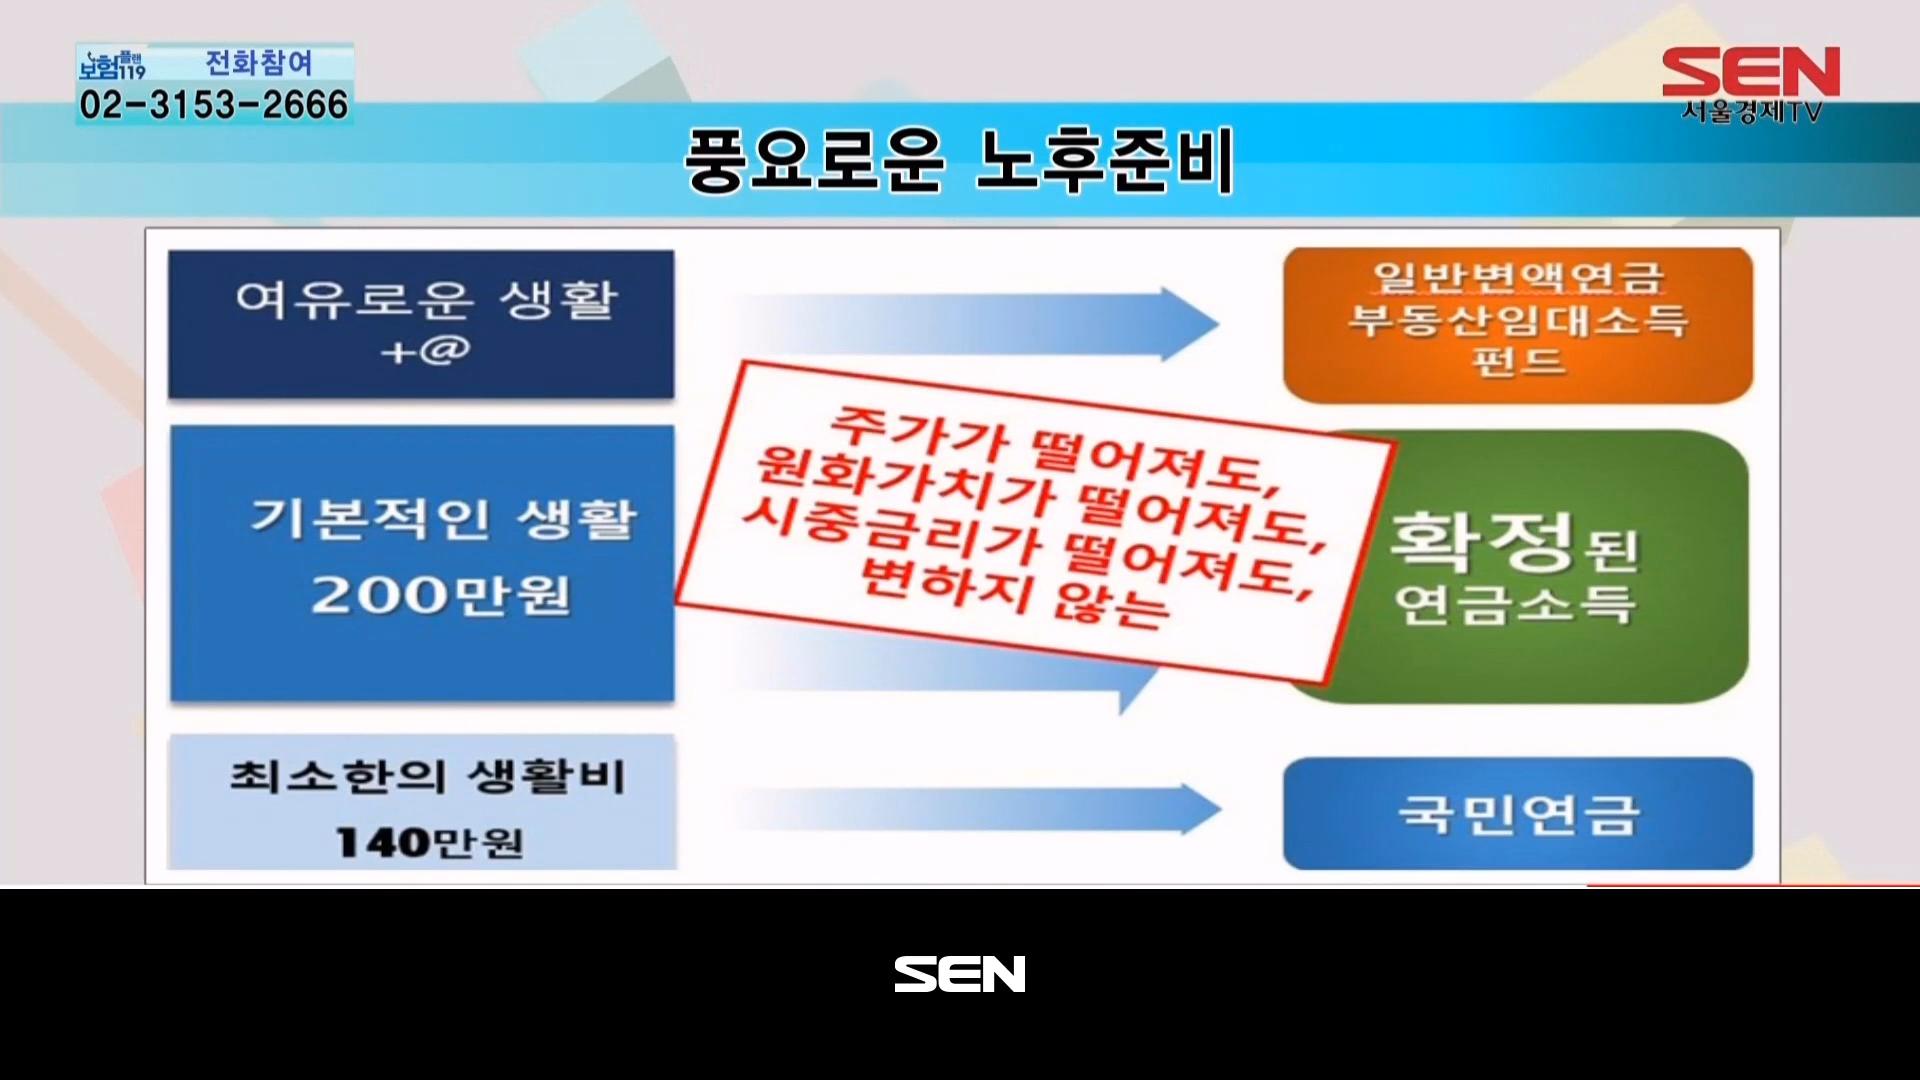 보험플랜119
전화참여
02-3153-2666
SEN
서울경제TV
풍요로운 노후준비
여유로운 생활
+@
일반변액연금
부동산임대소득
펀드
기본적인 생활
200만원
주가가 떨어져도,
원화가치가 떨어져도,
시중금리가 떨어져도,
변하지 않는
확정된
연금소득
최소한의 생활비
140만원
국민연금
SEN